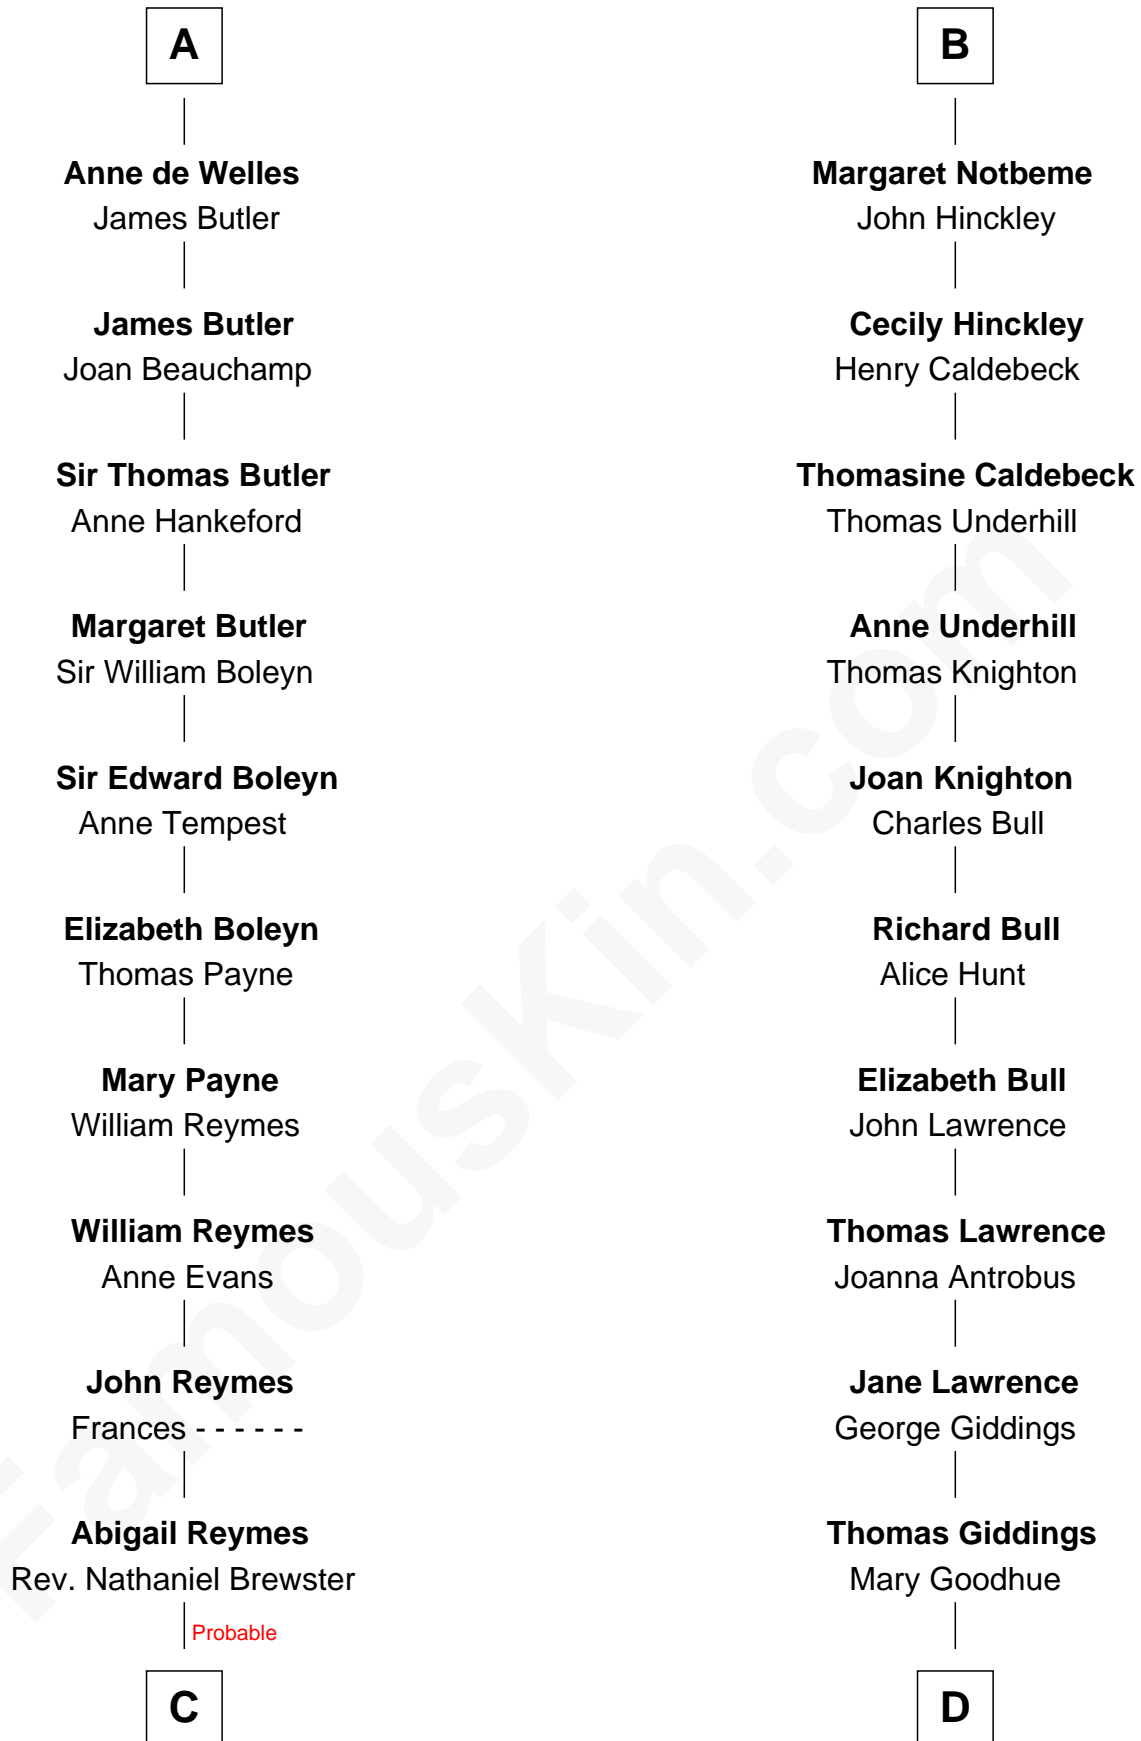 A
Anne de Welles
James Butler
James Butler
Joan Beauchamp
Sir Thomas Butler
Anne Hankeford
Margaret Butler
Sir William Boleyn
Sir Edward Boleyn
Anne Tempest
Elizabeth Boleyn
Thomas Payne
Mary Payne
William Reymes
William Reymes
Anne Evans
John Reymes
Frances - - - - - -
Abigail Reymes
Rev. Nathaniel Brewster
Probable
C
B
Margaret Notbeme
John Hinckley
Cecily Hinckley
Henry Caldebeck
Thomasine Caldebeck
Thomas Underhill
Anne Underhill
Thomas Knighton
Joan Knighton
Charles Bull
Richard Bull
Alice Hunt
Elizabeth Bull
John Lawrence
Thomas Lawrence
Joanna Antrobus
Jane Lawrence
George Giddings
Thomas Giddings
Mary Goodhue
D
FamousKin.com